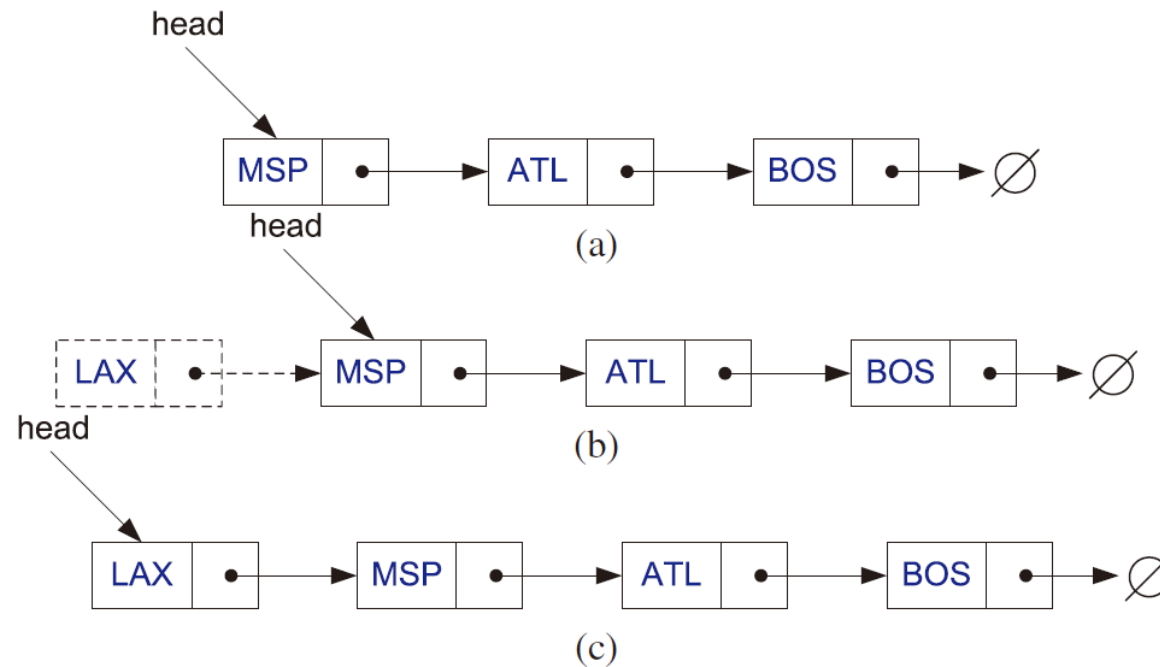 head
MSP ATL BOS ∅
head
(a)
LAX MSP ATL BOS ∅
head
(b)
LAX MSP ATL BOS ∅
(c)